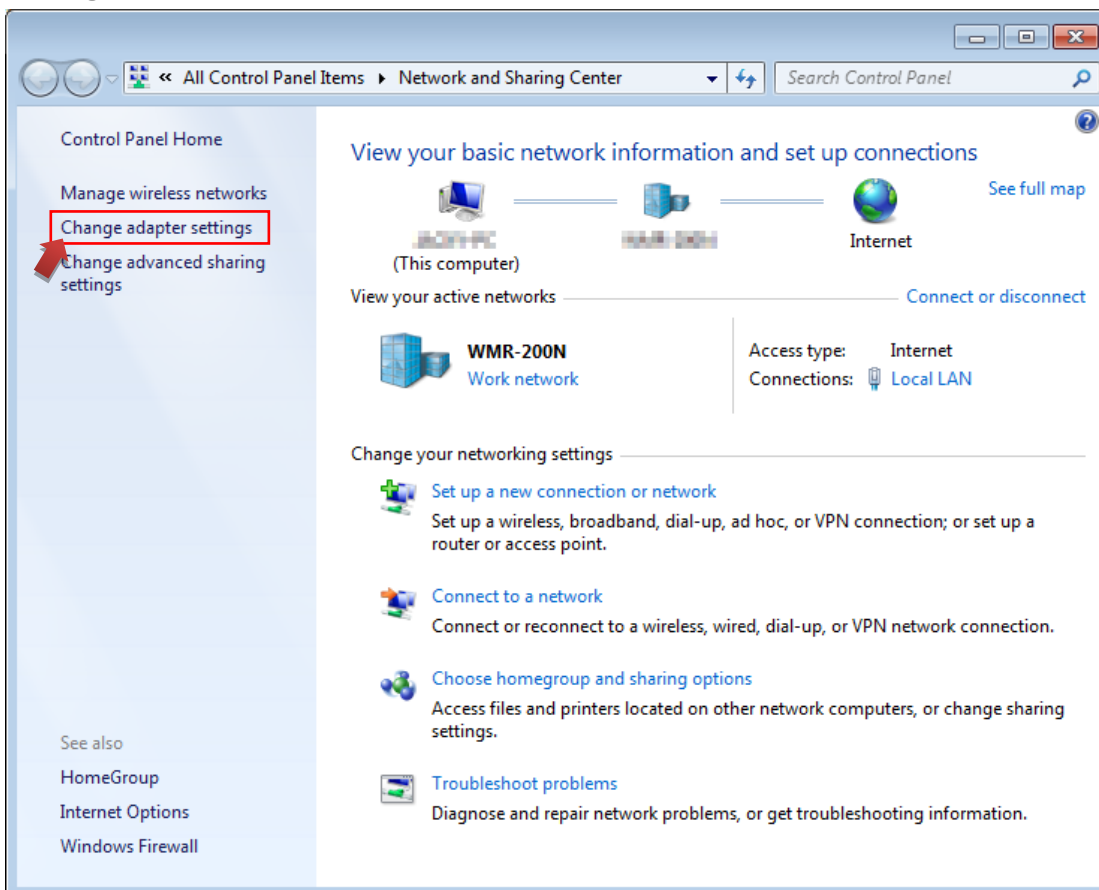 « All Control Panel Items ▸ Network and Sharing Center
Search Control Panel
Control Panel Home
Manage wireless networks
Change adapter settings
Change advanced sharing
settings
See also
HomeGroup
Internet Options
Windows Firewall
View your basic network information and set up connections
See full map
(This computer)
Internet
View your active networks
Connect or disconnect
WMR-200N
Work network
Access type: Internet
Connections: Local LAN
Change your networking settings
Set up a new connection or network
Set up a wireless, broadband, dial-up, ad hoc, or VPN connection; or set up a
router or access point.
Connect to a network
Connect or reconnect to a wireless, wired, dial-up, or VPN network connection.
Choose homegroup and sharing options
Access files and printers located on other network computers, or change sharing
settings.
Troubleshoot problems
Diagnose and repair network problems, or get troubleshooting information.